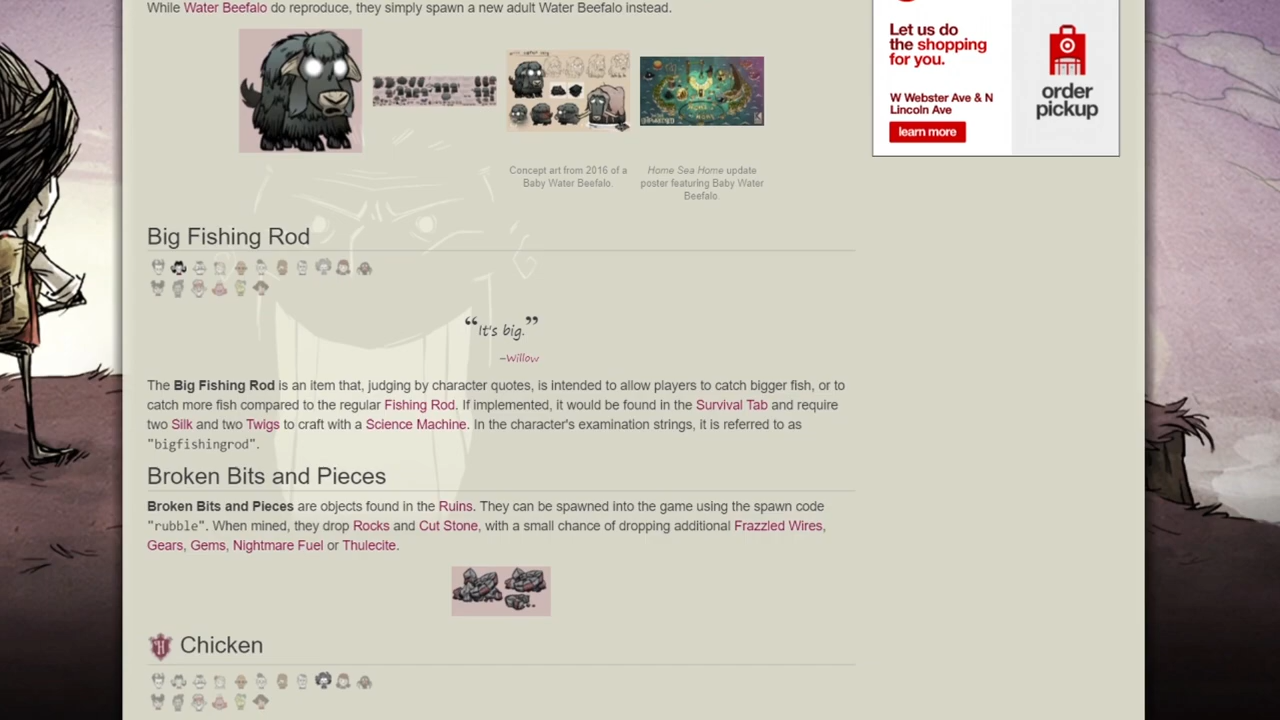 While Water Beefalo do reproduce, they simply spawn a new adult Water Beefalo instead.
Let us do
the shopping
for you.
W Webster Ave & N
Lincoln Ave
learn more
order
pickup
Concept art from 2016 of a
Baby Water Beefalo.
Home Sea Home update
poster featuring Baby Water
Beefalo.
Big Fishing Rod
“It's big.”
–Willow
The Big Fishing Rod is an item that, judging by character quotes, is intended to allow players to catch bigger fish, or to
catch more fish compared to the regular Fishing Rod. If implemented, it would be found in the Survival Tab and require
two Silk and two Twigs to craft with a Science Machine. In the character's examination strings, it is referred to as
"bigfishingrod".
Broken Bits and Pieces
Broken Bits and Pieces are objects found in the Ruins. They can be spawned into the game using the spawn code
"rubble". When mined, they drop Rocks and Cut Stone, with a small chance of dropping additional Frazzled Wires,
Gears, Gems, Nightmare Fuel or Thulecite.
H
Chicken